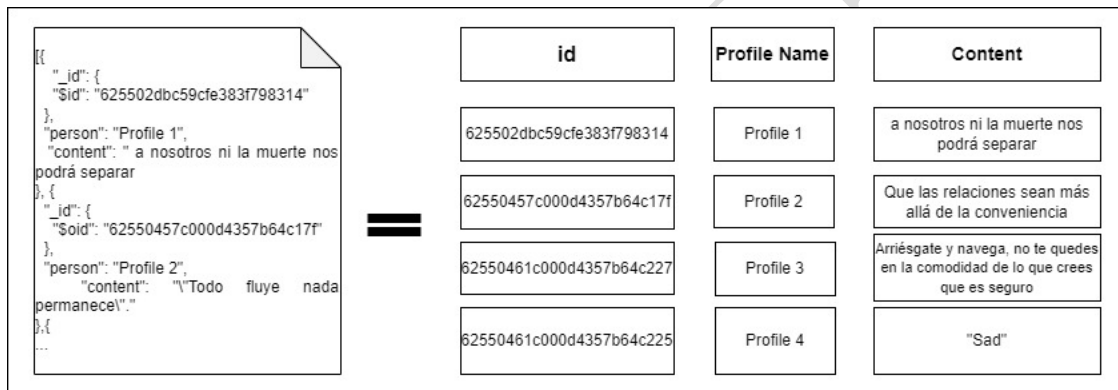 [{
"_id": {
"$id": "625502dbc59cfe383f798314"
},
"person": "Profile 1",
"content": " a nosotros ni la muerte nos
podrá separar
}, {
"_id": {
"$oid": "62550457c000d4357b64c17f"
},
"person": "Profile 2",
"content": "\"Todo fluye nada
permanece\"."
},{
...
id
Profile Name
Content
625502dbc59cfe383f798314
Profile 1
a nosotros ni la muerte nos
podrá separar
62550457c000d4357b64c17f
Profile 2
Que las relaciones sean más
allá de la conveniencia
62550461c000d4357b64c227
Profile 3
Arriésgate y navega, no te quedes
en la comodidad de lo que crees
que es seguro
62550461c000d4357b64c225
Profile 4
"Sad"